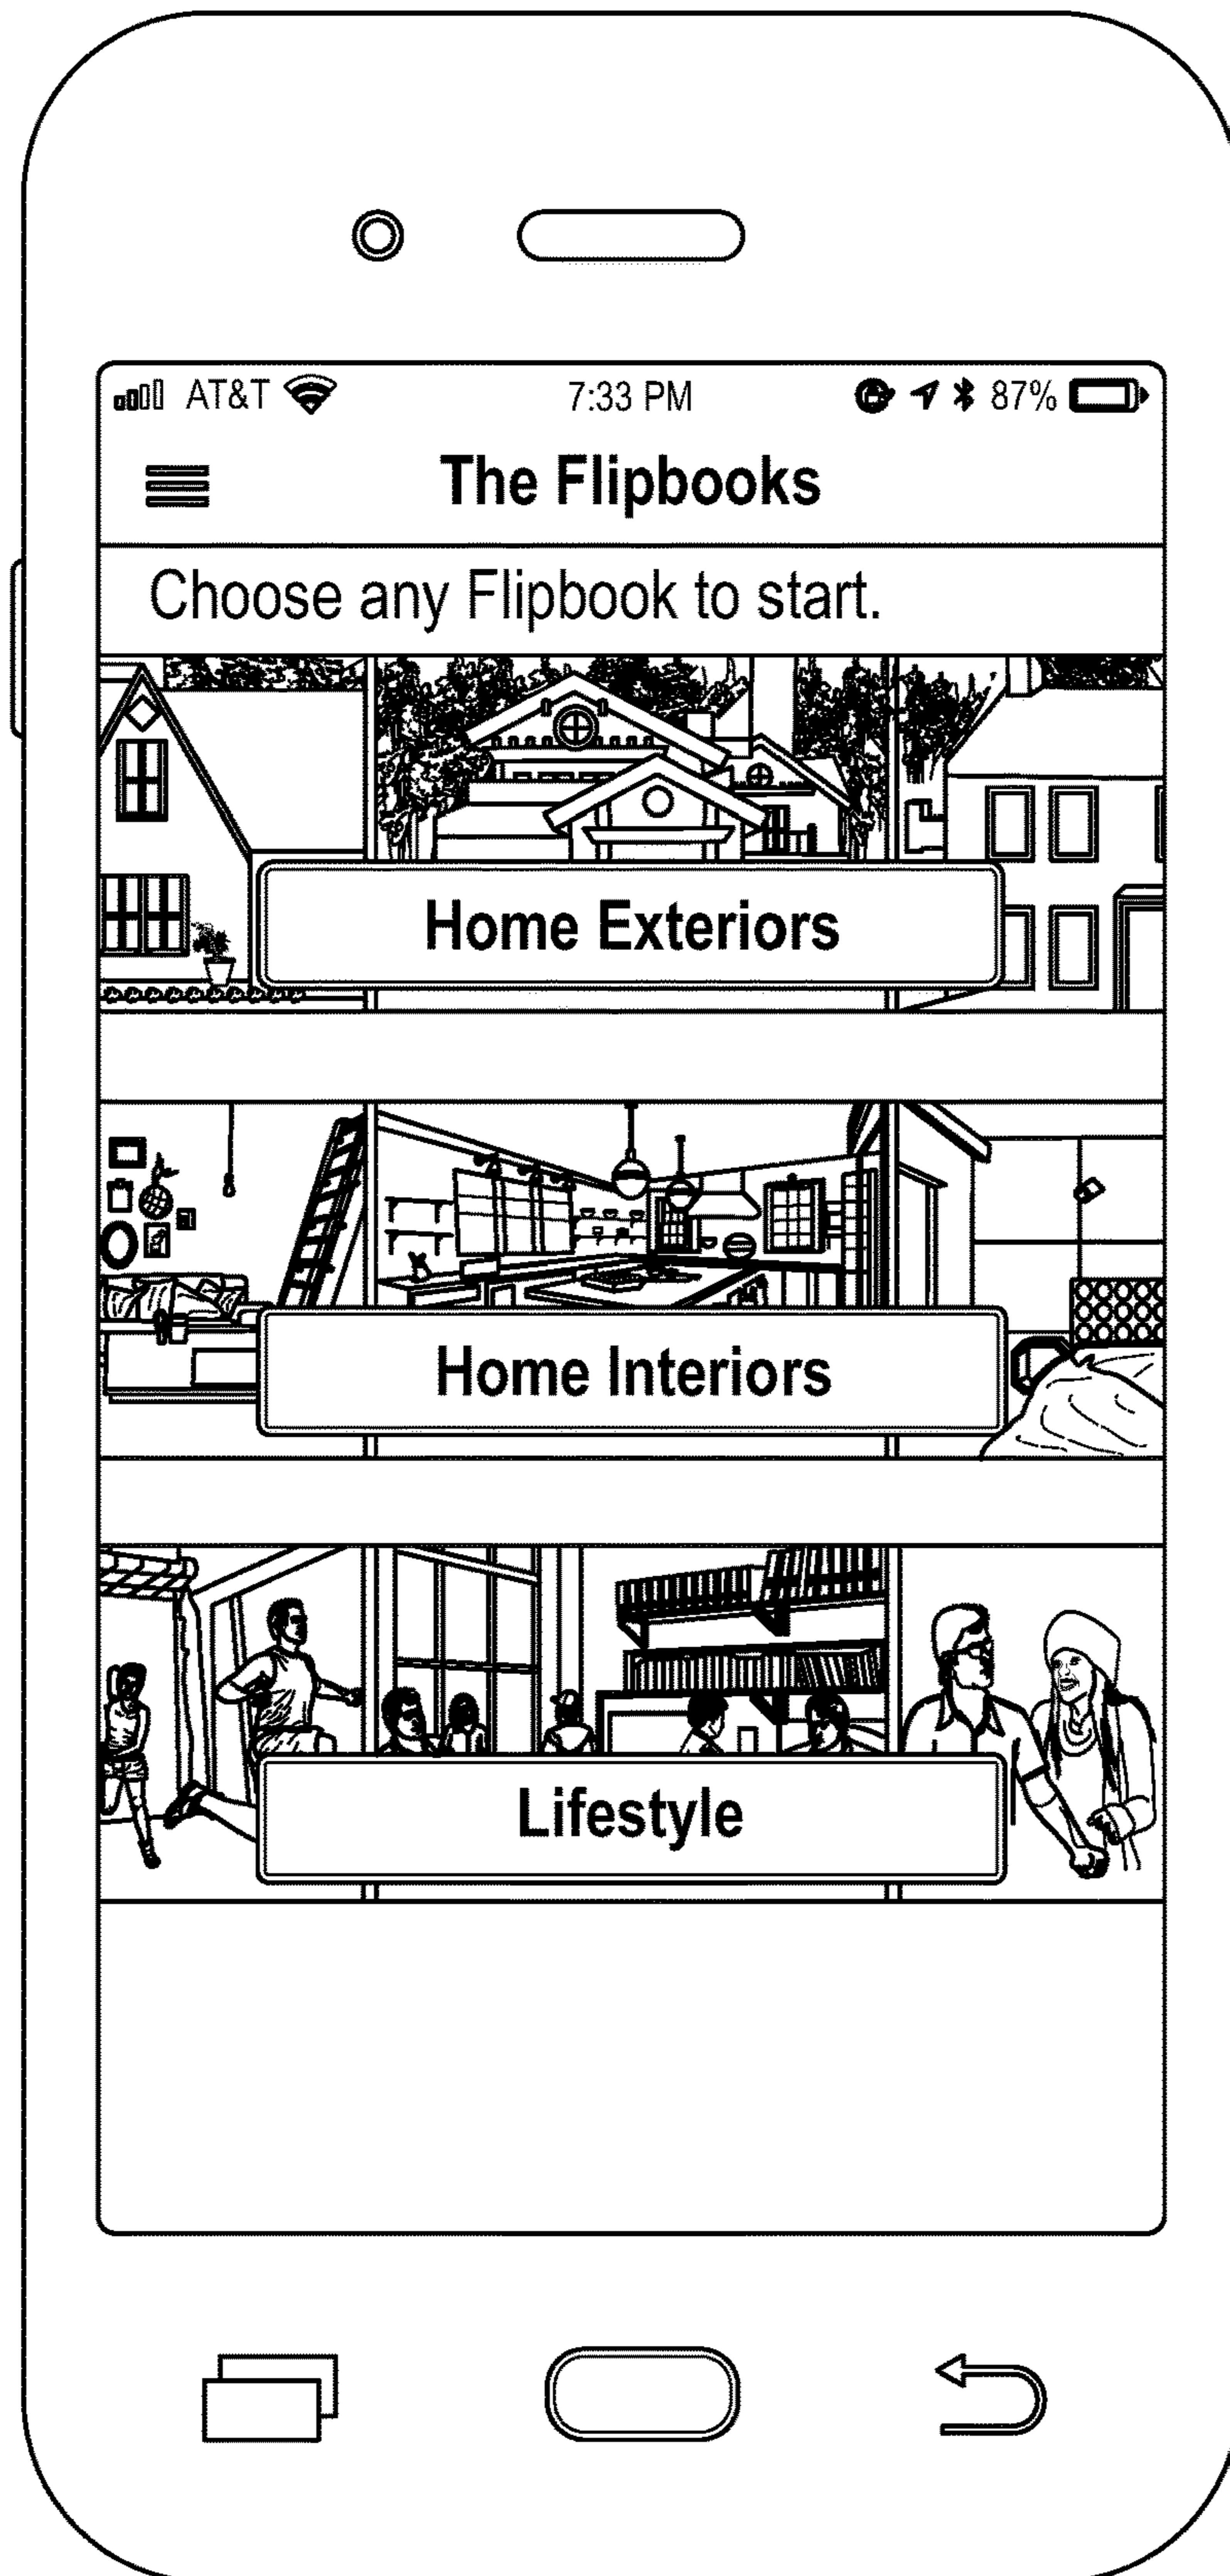 AT&T 7:33 PM 87%
The Flipbooks
Choose any Flipbook to start.
Home Exteriors
Home Interiors
Lifestyle